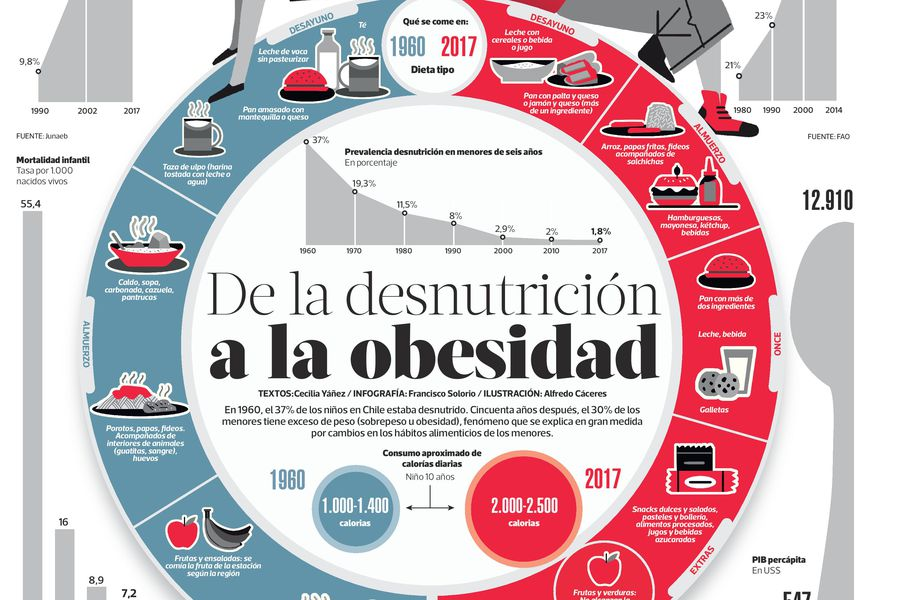 9,8%
1990 2002 2017
FUENTE: Junaeb
Mortalidad infantil
Tasa por 1.000
nacidos vivos
55,4
16
8,9
7,2
DESAYUNO
Té
Leche de vaca
sin pasteurizar
Pan amasado con
mantequilla o queso
Taza de ulpo (harina
tostada con leche o
agua)
Caldo, sopa,
carbonada, cazuela,
pantrucas
ALMUERZO
Porotos, papas, fideos.
Acompañados de
interiores de animales
(guatitas, sangre),
huevos
Frutas y ensaladas: se
comía la fruta de la estación
según la región
Qué se come en:
1960 2017
Dieta tipo
Prevalencia desnutrición en menores de seis años
En porcentaje
37%
19,3%
11,5%
8%
2,9%
2%
1,8%
1960 1970 1980 1990 2000 2010 2017
De la desnutrición
a la obesidad
TEXTOS:Cecilia Yáñez / INFOGRAFÍA: Francisco Solorio / ILUSTRACIÓN: Alfredo Cáceres
En 1960, el 37% de los niños en Chile estaba desnutrido. Cincuenta años después, el 30% de los
menores tiene exceso de peso (sobrepeso u obesidad), fenómeno que se explica en gran medida
por cambios en los hábitos alimenticios de los menores.
Consumo aproximado de
calorías diarias
Niño 10 años
1960
1.000-1.400
calorías
2017
2.000-2.500
calorías
DESAYUNO
Leche con
cereales o bebida
o jugo
Pan con palta y queso
o jamón y queso (más
de un ingrediente)
ALMUERZO
Arroz, papas fritas, fideos
acompañados de
salchichas
Hamburguesas,
mayonesa, kétchup,
bebidas
ONCE
Pan con más de
dos ingredientes
Leche, bebida
Galletas
Snacks dulces y salados,
pasteles y bollería,
alimentos procesados,
jugos y bebidas
azucaradas
EXTRAS
Frutas y verduras:
23%
21%
1980 1990 2000 2014
FUENTE: FAO
12.910
PIB percápita
En US$
547